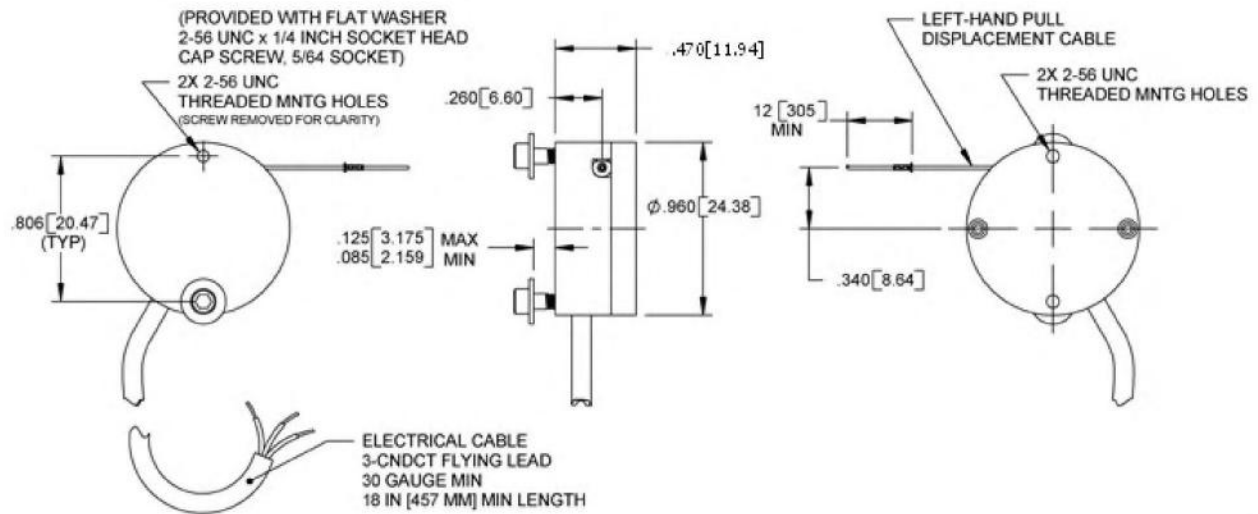 (PROVIDED WITH FLAT WASHER
2-56 UNC x 1/4 INCH SOCKET HEAD
CAP SCREW, 5/64 SOCKET)
2X 2-56 UNC
THREADED MNTG HOLES
(SCREW REMOVED FOR CLARITY)
.806[20.47]
(TYP)
ELECTRICAL CABLE
3-CNDCT FLYING LEAD
30 GAUGE MIN
18 IN [457 MM] MIN LENGTH
.470[11.94]
.260[6.60]
Ø.960[24.38]
.125[3.175] MAX
.085[2.159] MIN
LEFT-HAND PULL
DISPLACEMENT CABLE
2X 2-56 UNC
THREADED MNTG HOLES
12 [305]
MIN
.340[8.64]